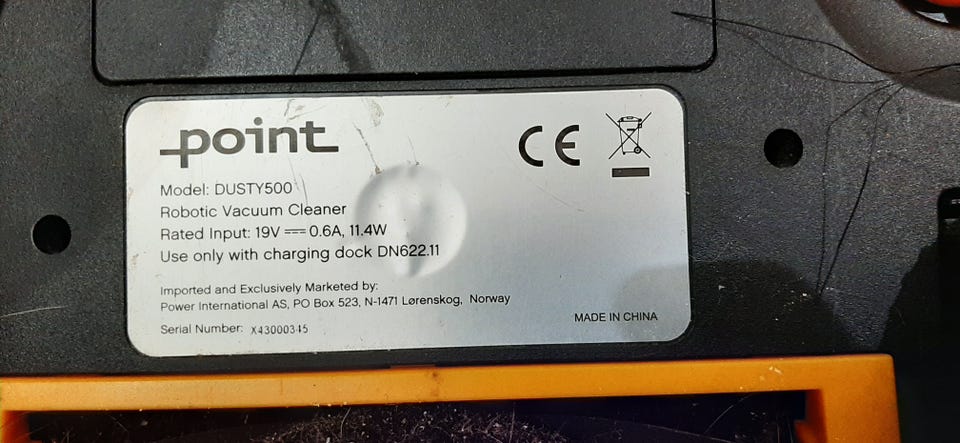 point
CE
Model: DUSTY500
Robotic Vacuum Cleaner
Rated Input: 19V ⎓ 0.6A, 11.4W
Use only with charging dock DN622.11
Imported and Exclusively Marketed by:
Power International AS, PO Box 523, N-1471 Lørenskog, Norway
Serial Number: X43000345
MADE IN CHINA